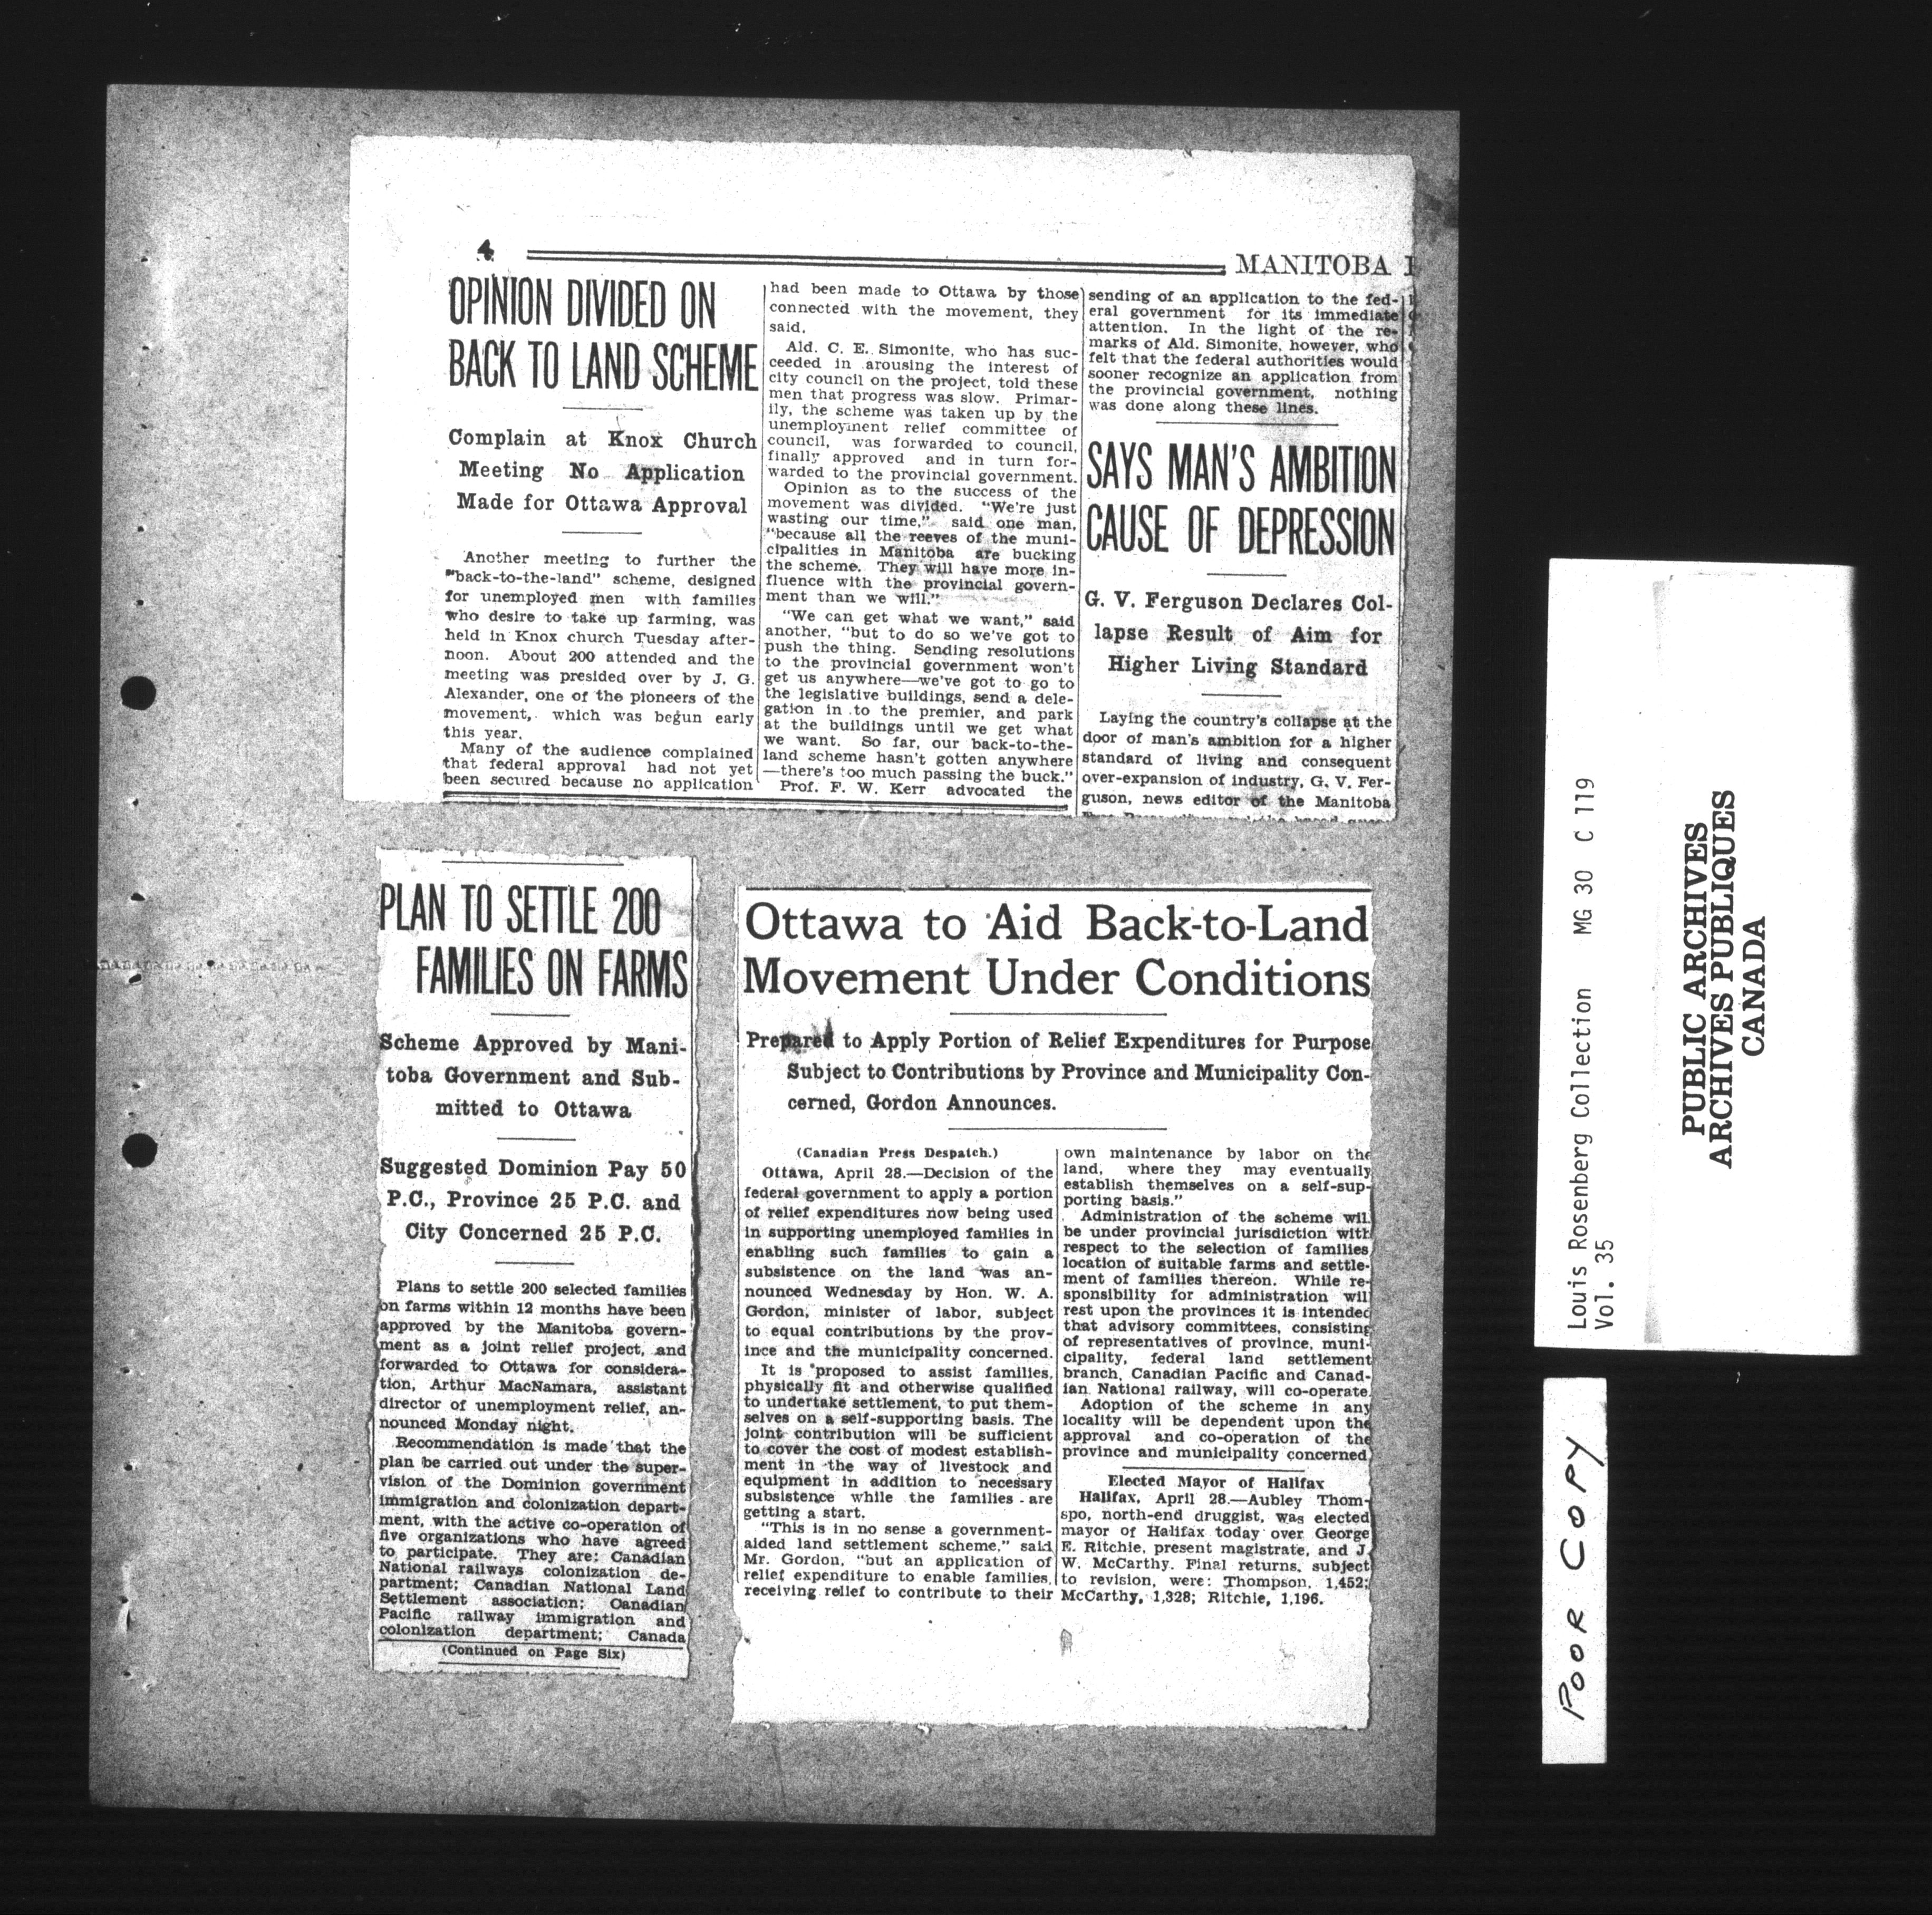 4
MANITOBA
OPINION DIVIDED ON
BACK TO LAND SCHEME
Complain at Knox Church
Meeting No Application
Made for Ottawa Approval
Another meeting to further the
"back-to-the-land" scheme, designed
for unemployed men with families
who desire to take up farming, was
held in Knox church Tuesday after-
noon. About 200 attended and the
meeting was presided over by J. G.
Alexander, one of the pioneers of the
movement, which was begun early
this year.
Many of the audience complained
that federal approval had not yet
been secured because no application
had been made to Ottawa by those
connected with the movement, they
said.
Ald. C. E. Simonite, who has suc-
ceeded in arousing the interest of
city council on the project, told these
men that progress was slow. Primar-
ily, the scheme was taken up by the
unemployment relief committee of
council, was forwarded to council,
finally approved and in turn for-
warded to the provincial government.
Opinion as to the success of the
movement was divided. "We're just
wasting our time," said one man,
"because all the reeves of the muni-
cipalities in Manitoba are bucking
the scheme. They will have more in-
fluence with the provincial govern-
ment than we will."
"We can get what we want," said
another, "but to do so we've got to
push the thing. Sending resolutions
to the provincial government won't
get us anywhere—we've got to go to
the legislative buildings, send a dele-
gation in to the premier, and park
at the buildings until we get what
we want. So far, our back-to-the-
land scheme hasn't gotten anywhere
—there's too much passing the buck."
Prof. F. W. Kerr advocated the
sending of an application to the fed-
eral government for its immediate
attention. In the light of the re-
marks of Ald. Simonite, however, who
felt that the federal authorities would
sooner recognize an application from
the provincial government, nothing
was done along these lines.
SAYS MAN'S AMBITION
CAUSE OF DEPRESSION
G. V. Ferguson Declares Col-
lapse Result of Aim for
Higher Living Standard
Laying the country's collapse at the
door of man's ambition for a higher
standard of living and consequent
over-expansion of industry, G. V. Fer-
guson, news editor of the Manitoba
PLAN TO SETTLE 200
FAMILIES ON FARMS
Scheme Approved by Mani-
toba Government and Sub-
mitted to Ottawa
Suggested Dominion Pay 50
P.C., Province 25 P.C. and
City Concerned 25 P.C.
Plans to settle 200 selected families
on farms within 12 months have been
approved by the Manitoba govern-
ment as a joint relief project, and
forwarded to Ottawa for considera-
tion, Arthur MacNamara, assistant
director of unemployment relief, an-
nounced Monday night.
Recommendation is made that the
plan be carried out under the super-
vision of the Dominion government
immigration and colonization depart-
ment, with the active co-operation of
five organizations who have agreed
to participate. They are: Canadian
National railways colonization de-
partment; Canadian National Land
Settlement association; Canadian
Pacific railway immigration and
colonization department; Canada
(Continued on Page Six)
Ottawa to Aid Back-to-Land
Movement Under Conditions
Prepared to Apply Portion of Relief Expenditures for Purpose
Subject to Contributions by Province and Municipality Con-
cerned, Gordon Announces.
(Canadian Press Despatch.)
Ottawa, April 28.—Decision of the
federal government to apply a portion
of relief expenditures now being used
in supporting unemployed families in
enabling such families to gain a
subsistence on the land was an-
nounced Wednesday by Hon. W. A.
Gordon, minister of labor, subject
to equal contributions by the prov-
ince and the municipality concerned.
It is proposed to assist families,
physically fit and otherwise qualified
to undertake settlement, to put them-
selves on a self-supporting basis. The
joint contribution will be sufficient
to cover the cost of modest establish-
ment in the way of livestock and
equipment in addition to necessary
subsistence while the families are
getting a start.
"This is in no sense a government-
aided land settlement scheme," said
Mr. Gordon, "but an application of
relief expenditure to enable families
receiving relief to contribute to their
own maintenance by labor on the
land, where they may eventually
establish themselves on a self-sup-
porting basis."
Administration of the scheme wil
be under provincial jurisdiction with
respect to the selection of families
location of suitable farms and settle-
ment of families thereon. While re-
sponsibility for administration will
rest upon the provinces it is intended
that advisory committees, consisting
of representatives of province, muni-
cipality, federal land settlement
branch, Canadian Pacific and Canad-
ian National railway, will co-operate.
Adoption of the scheme in any
locality will be dependent upon the
approval and co-operation of the
province and municipality concerned
Elected Mayor of Halifax
Halifax, April 28.—Aubley Thom-
spo, north-end druggist, was elected
mayor of Halifax today over George
E. Ritchie, present magistrate, and J.
W. McCarthy. Final returns, subject
to revision, were: Thompson, 1,452;
McCarthy, 1,328; Ritchie, 1,196.
Louis Rosenberg Collection MG 30 C 119
Vol. 35
PUBLIC ARCHIVES
ARCHIVES PUBLIQUES
CANADA
POOR COPY